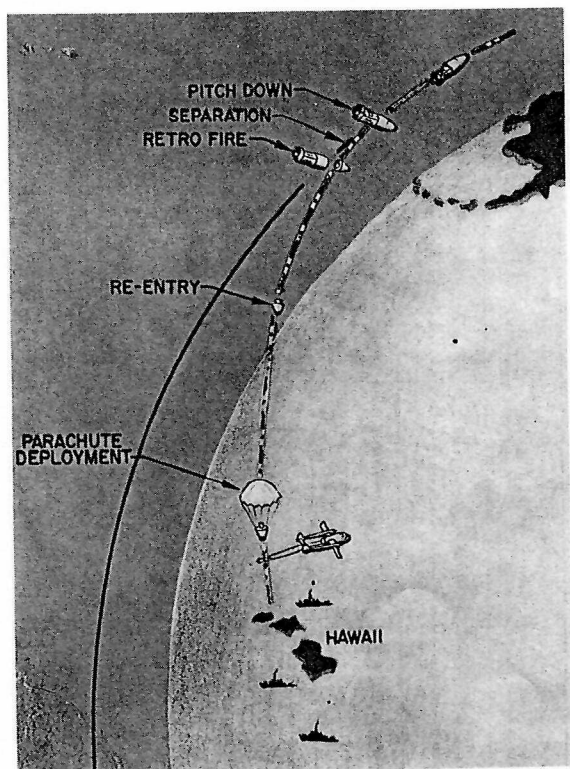 PITCH DOWN
SEPARATION
RETRO FIRE
RE-ENTRY
PARACHUTE
DEPLOYMENT
HAWAII